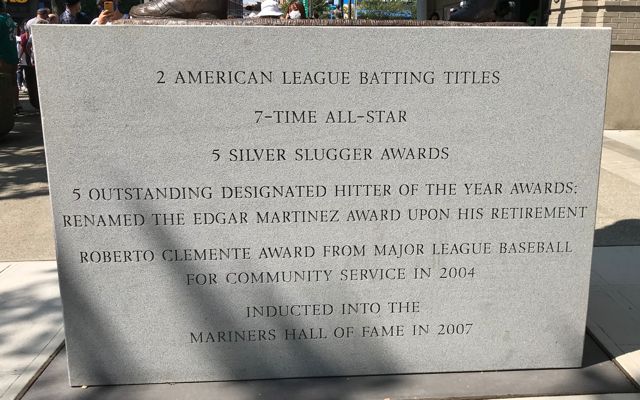 2 AMERICAN LEAGUE BATTING TITLES
7-TIME ALL-STAR
5 SILVER SLUGGER AWARDS
5 OUTSTANDING DESIGNATED HITTER OF THE YEAR AWARDS;
RENAMED THE EDGAR MARTINEZ AWARD UPON HIS RETIREMENT
ROBERTO CLEMENTE AWARD FROM MAJOR LEAGUE BASEBALL
FOR COMMUNITY SERVICE IN 2004
INDUCTED INTO THE
MARINERS HALL OF FAME IN 2007